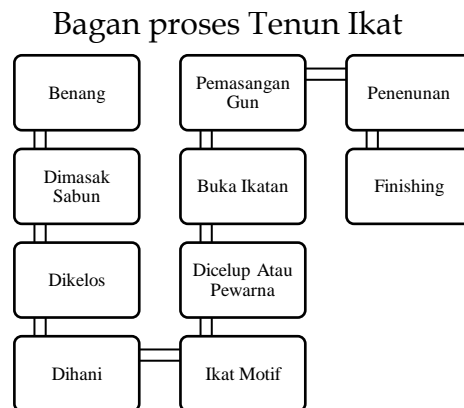 Bagan proses Tenun Ikat
Benang
Dimasak
Sabun
Dikelos
Dihani
Ikat Motif
Dicelup Atau
Pewarna
Buka Ikatan
Pemasangan
Gun
Penenunan
Finishing